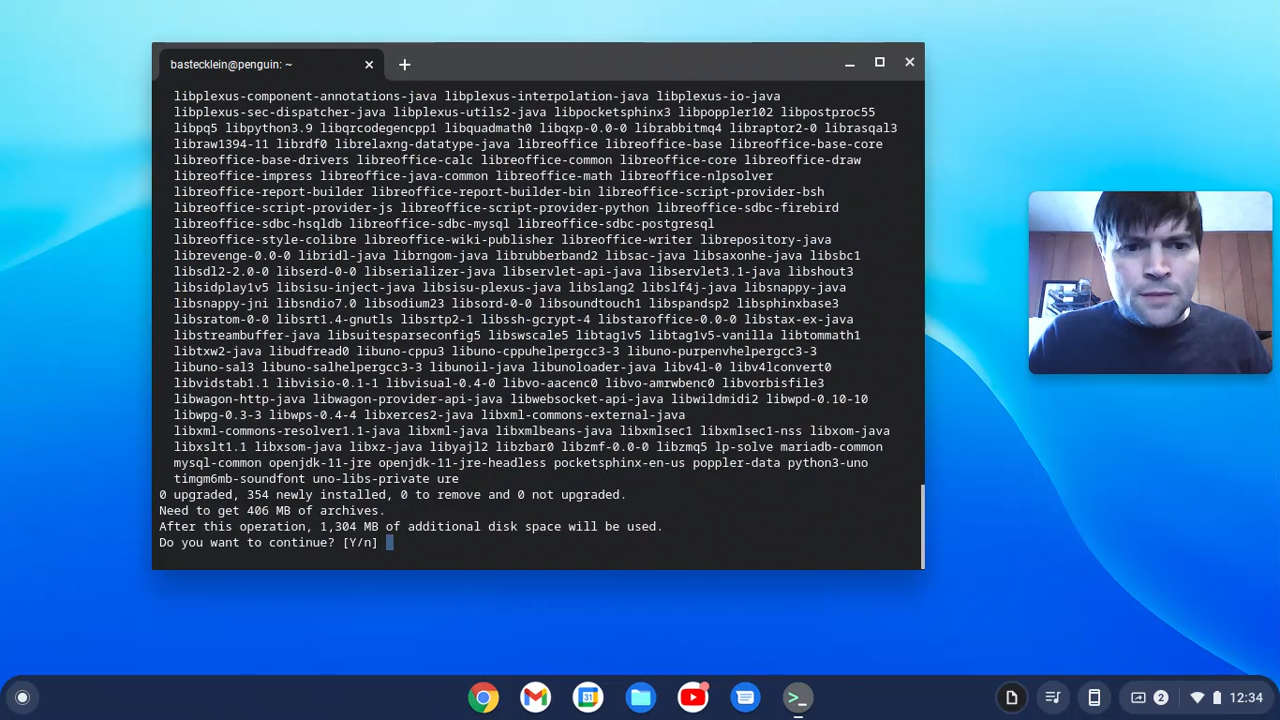 bastecklein@penguin: ~
libplexus-component-annotations-java libplexus-interpolation-java libplexus-io-java
libplexus-sec-dispatcher-java libplexus-utils2-java libpocketsphinx3 libpoppler102 libpostproc55
libpq5 libpython3.9 libqrcodegencpp1 libquadmath0 libqxp-0.0-0 librabbitmq4 libraptor2-0 librasqal3
libraw1394-11 librdf0 librelaxng-datatype-java libreoffice libreoffice-base libreoffice-base-core
libreoffice-base-drivers libreoffice-calc libreoffice-common libreoffice-core libreoffice-draw
libreoffice-impress libreoffice-java-common libreoffice-math libreoffice-nlpsolver
libreoffice-report-builder libreoffice-report-builder-bin libreoffice-script-provider-bsh
libreoffice-script-provider-js libreoffice-script-provider-python libreoffice-sdbc-firebird
libreoffice-sdbc-hsqldb libreoffice-sdbc-mysql libreoffice-sdbc-postgresql
libreoffice-style-colibre libreoffice-wiki-publisher libreoffice-writer librepository-java
librevenge-0.0-0 libridl-java librngom-java librubberband2 libsac-java libsaxonhe-java libsbc1
libsdl2-2.0-0 libserd-0-0 libserializer-java libservlet-api-java libservlet3.1-java libshout3
libsidplay1v5 libsisu-inject-java libsisu-plexus-java libslang2 libslf4j-java libsnappy-java
libsnappy-jni libsndio7.0 libsodium23 libsord-0-0 libsoundtouch1 libspandsp2 libsphinxbase3
libsratom-0-0 libsrt1.4-gnutls libsrtp2-1 libssh-gcrypt-4 libstaroffice-0.0-0 libstax-ex-java
libstreambuffer-java libsuitesparseconfig5 libswscale5 libtag1v5 libtag1v5-vanilla libtommath1
libtxw2-java libudfread0 libuno-cppu3 libuno-cppuhelpergcc3-3 libuno-purpenvhelpergcc3-3
libuno-sal3 libuno-salhelpergcc3-3 libunoil-java libunoloader-java libv4l-0 libv4lconvert0
libvidstab1.1 libvisio-0.1-1 libvisual-0.4-0 libvo-aacenc0 libvo-amrwbenc0 libvorbisfile3
libwagon-http-java libwagon-provider-api-java libwebsocket-api-java libwildmidi2 libwpd-0.10-10
libwpg-0.3-3 libwps-0.4-4 libxerces2-java libxml-commons-external-java
libxml-commons-resolver1.1-java libxml-java libxmlbeans-java libxmlsec1 libxmlsec1-nss libxom-java
libxslt1.1 libxsom-java libxz-java libyajl2 libzbar0 libzmf-0.0-0 libzmq5 lp-solve mariadb-common
mysql-common openjdk-11-jre openjdk-11-jre-headless pocketsphinx-en-us poppler-data python3-uno
timgm6mb-soundfont uno-libs-private ure
0 upgraded, 354 newly installed, 0 to remove and 0 not upgraded.
Need to get 406 MB of archives.
After this operation, 1,304 MB of additional disk space will be used.
Do you want to continue? [Y/n]
31
2
12:34